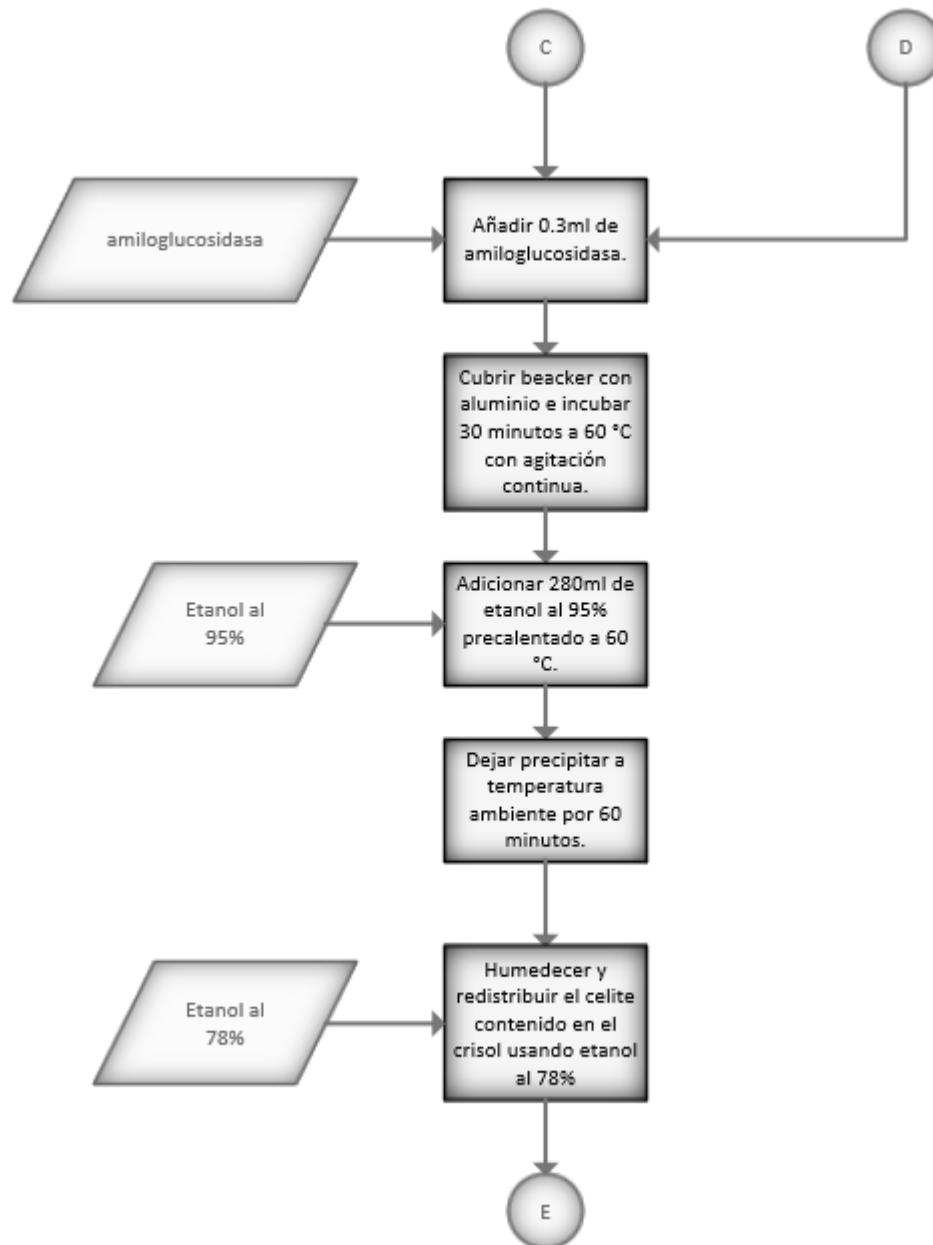 C
D
amiloglucosidasa
Añadir 0.3ml de
amiloglucosidasa.
Cubrir beacker con
aluminio e incubar
30 minutos a 60 °C
con agitación
continua.
Etanol al
95%
Adicionar 280ml de
etanol al 95%
precalentado a 60
°C.
Dejar precipitar a
temperatura
ambiente por 60
minutos.
Etanol al
78%
Humedecer y
redistribuir el celite
contenido en el
crisol usando etanol
al 78%
E